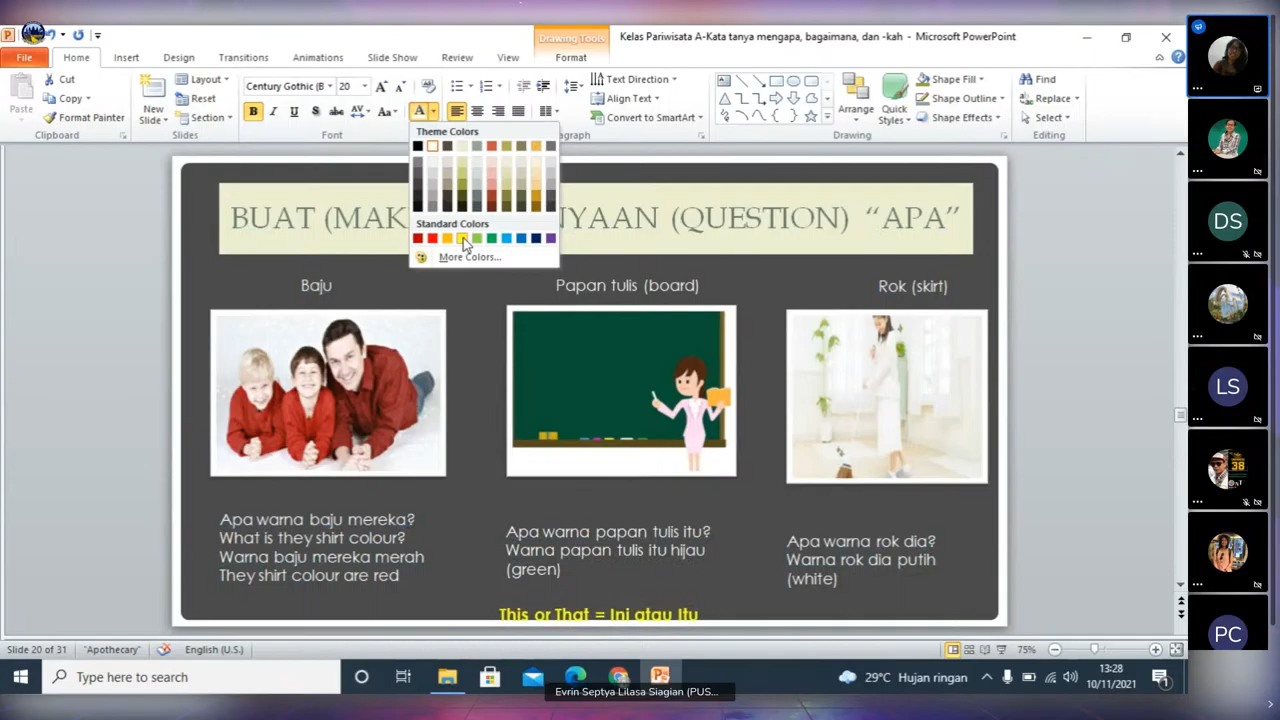 Drawing Tools
Kelas Pariwisata A-Kata tanya mengapa, bagaimana, dan -kah - Microsoft PowerPoint
File
Home
Insert
Design
Transitions
Animations
Slide Show
Review
View
Format
Paste
Cut
Copy
Format Painter
Clipboard
New Slide
Layout
Reset
Section
Slides
Century Gothic (B
20
Font
Text Direction
Align Text
Convert to SmartArt
agraph
Arrange
Quick Styles
Shape Fill
Shape Outline
Shape Effects
Drawing
Find
Replace
Select
Editing
Theme Colors
Standard Colors
More Colors...
BUAT (MAK
NYAAN (QUESTION) “APA”
Baju
Papan tulis (board)
Rok (skirt)
Apa warna baju mereka?
What is they shirt colour?
Warna baju mereka merah
They shirt colour are red
Apa warna papan tulis itu?
Warna papan tulis itu hijau
(green)
Apa warna rok dia?
Warna rok dia putih
(white)
This or That = Ini atau Itu
DS
LS
38
PC
Slide 20 of 31
"Apothecary"
English (U.S.)
75%
Type here to search
29°C Hujan ringan
13:28
10/11/2021
Evrin Septya Lilasa Siagian (PUS...